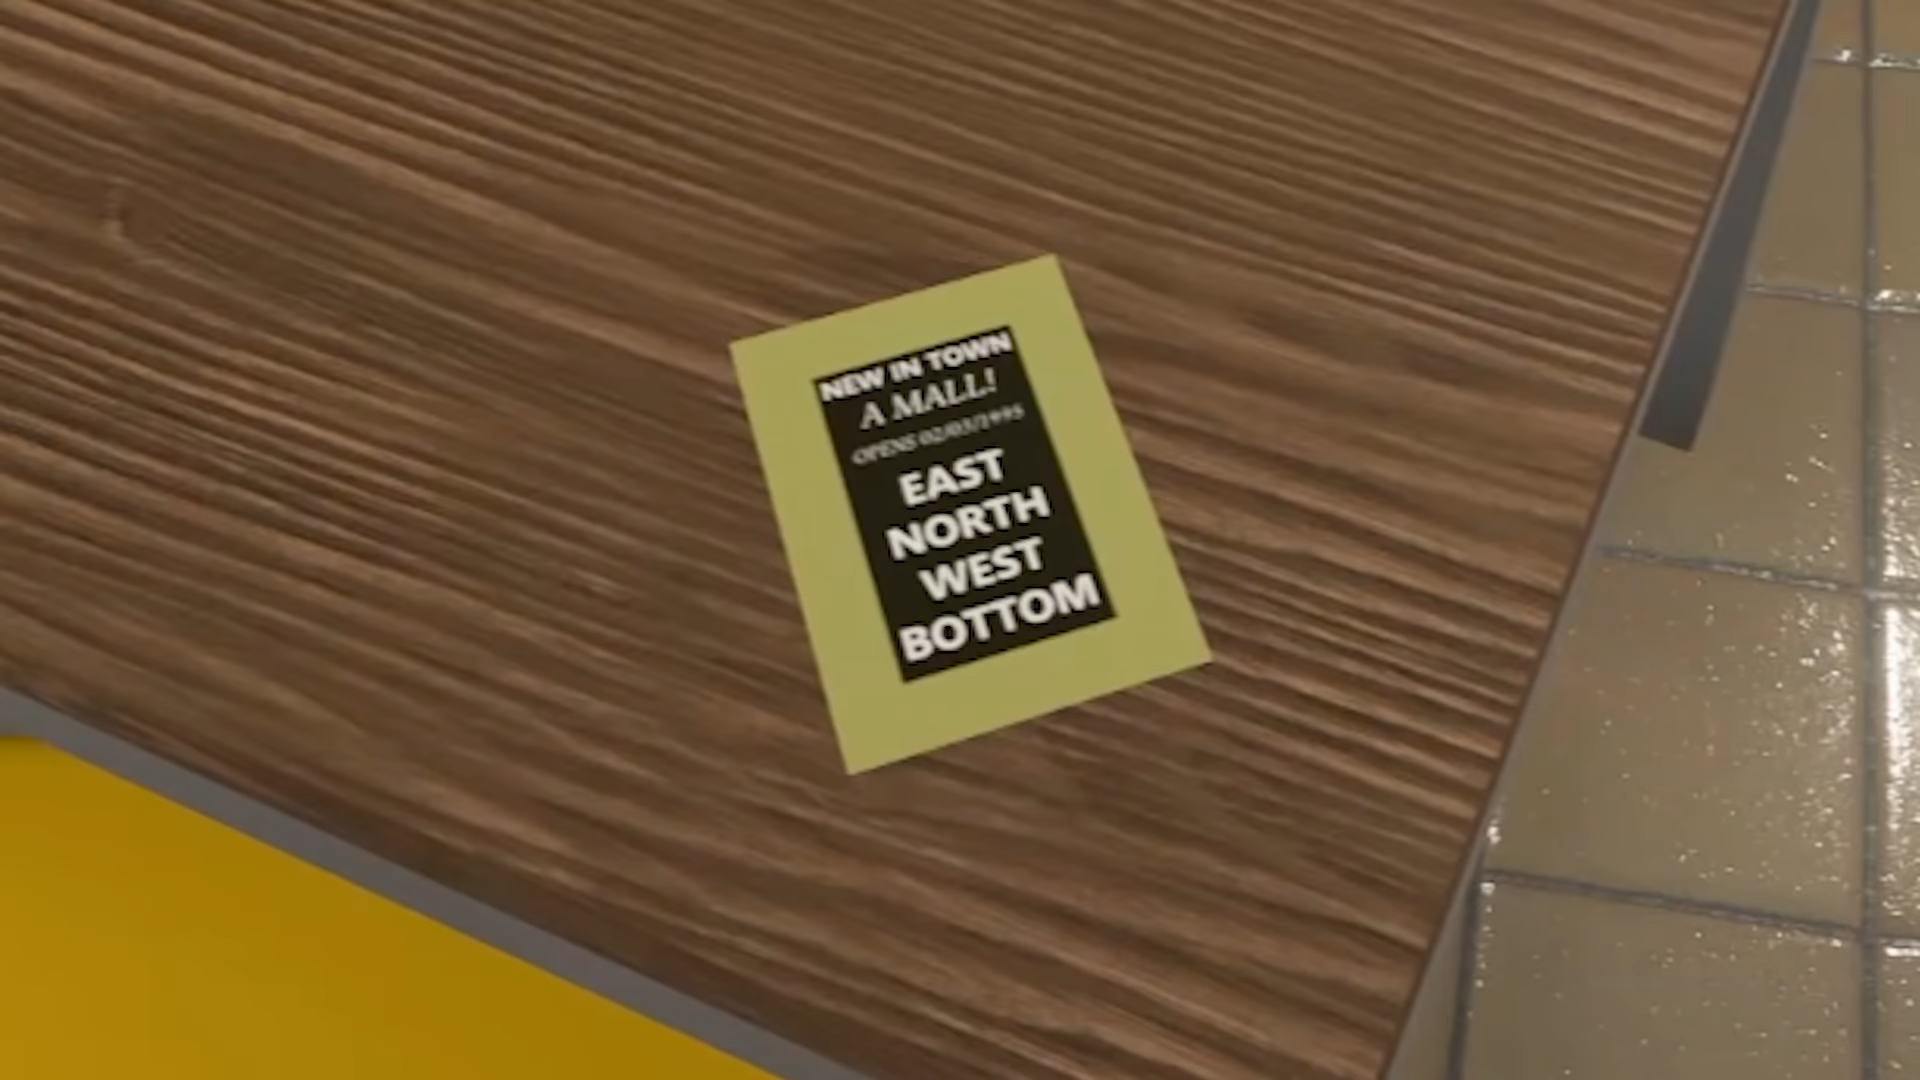 NEW IN TOWN
A MALL!
OPENS 02/03/1995
EAST
NORTH
WEST
BOTTOM